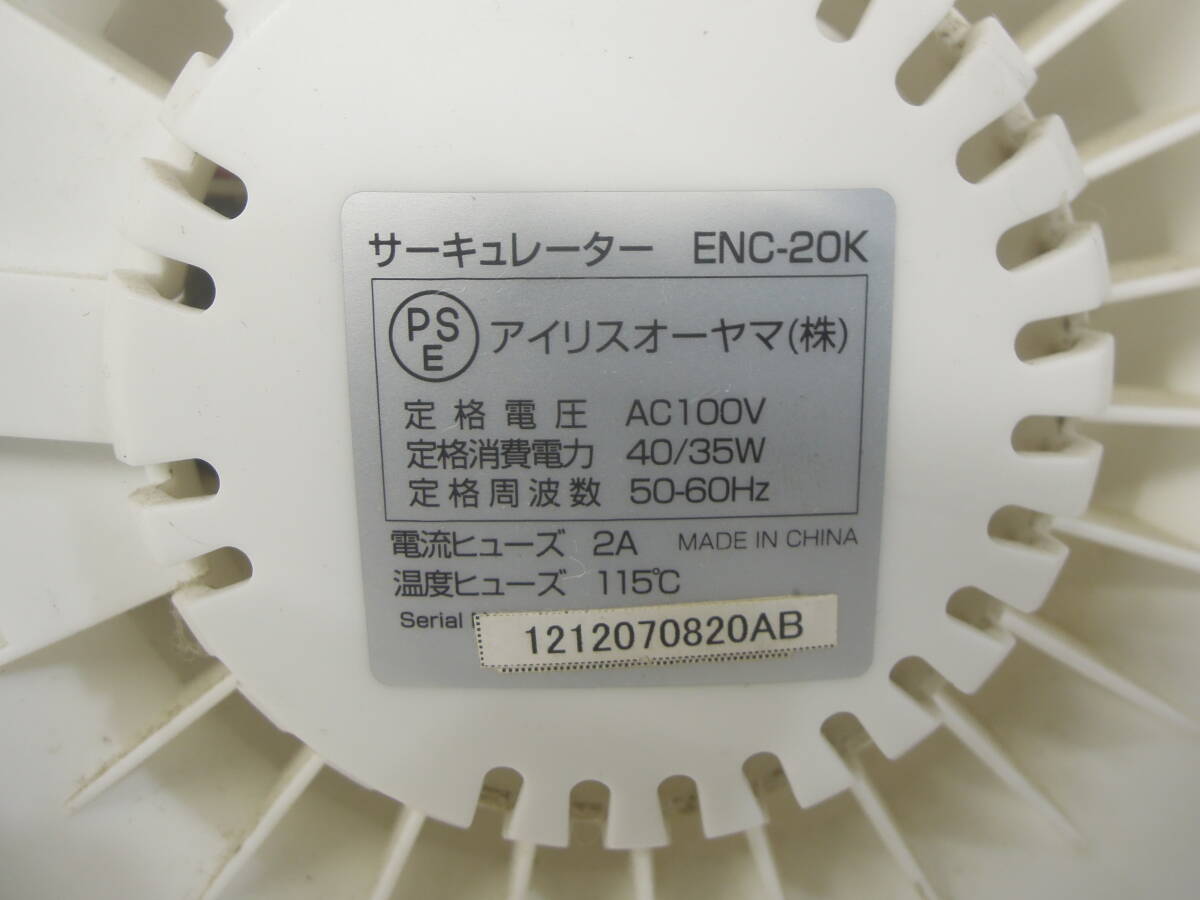 サーキュレーター ENC-20K
PS E アイリスオーヤマ(株)
定格電圧 AC100V
定格消費電力 40/35W
定格周波数 50-60Hz
電流ヒューズ 2A MADE IN CHINA
温度ヒューズ 115℃
Serial
1212070820AB